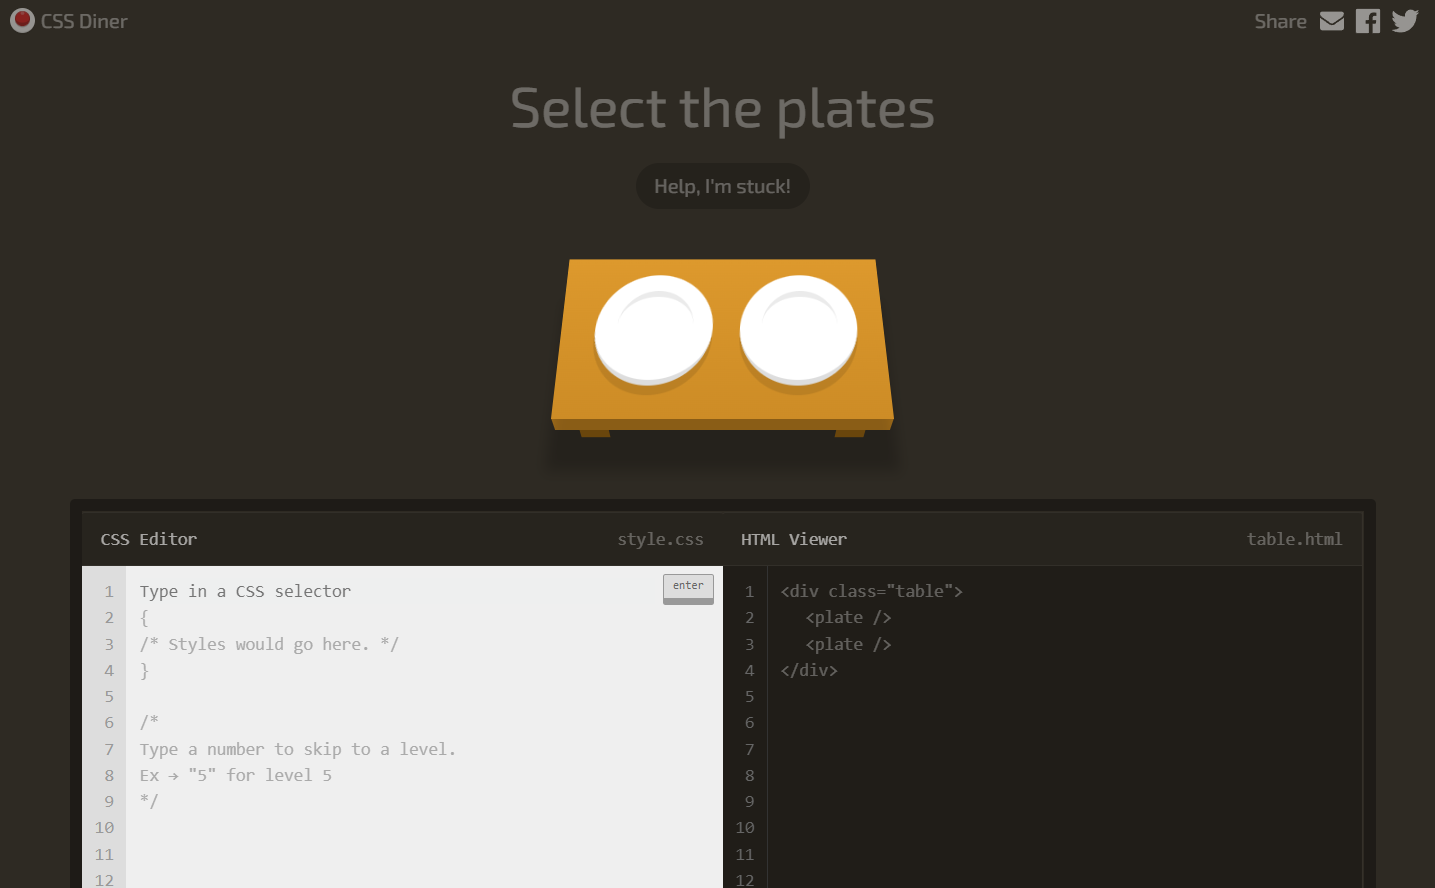 CSS Diner
Share
Select the plates
Help, I'm stuck!
CSS Editor
style.css
1 Type in a CSS selector
enter
2 {
3 /* Styles would go here. */
4 }
5
6 /*
7 Type a number to skip to a level.
8 Ex → "5" for level 5
9 */
10
11
12
HTML Viewer
table.html
1 <div class="table">
2 <plate />
3 <plate />
4 </div>
5
6
7
8
9
10
11
12